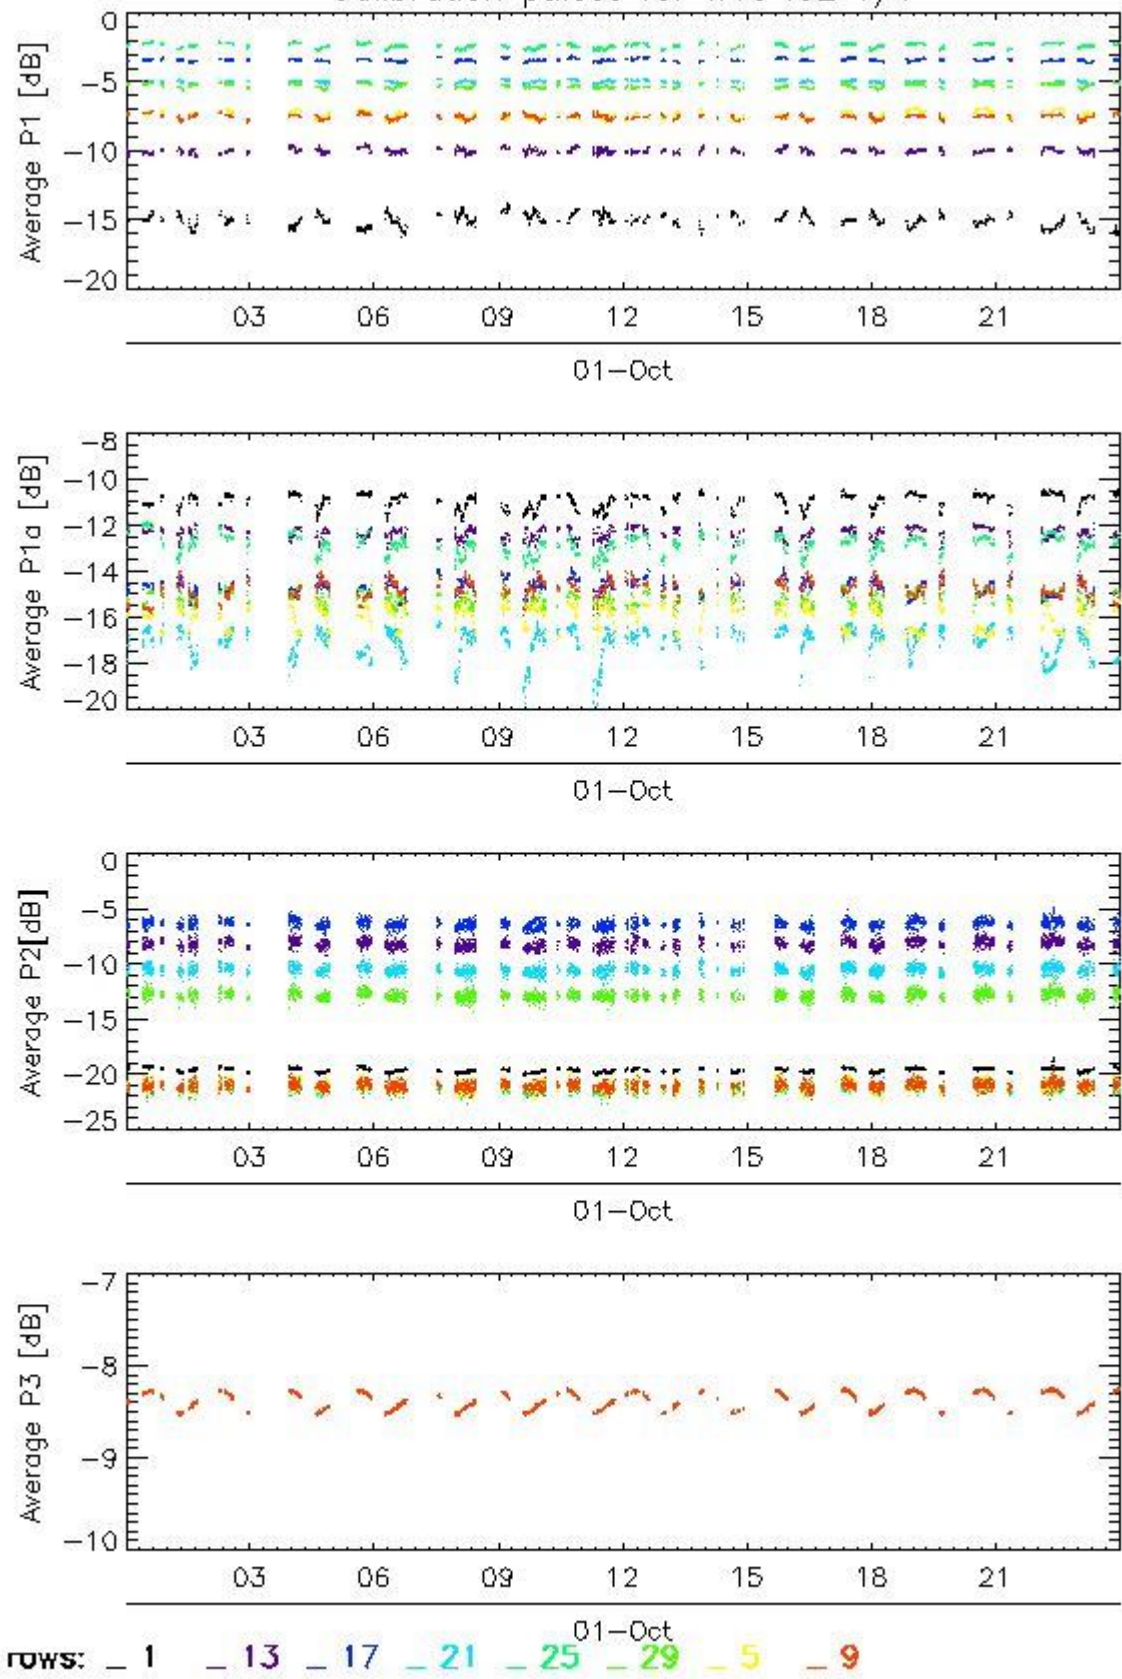 Average P1 [dB]
0
−5
−10
−15
−20
03 06 09 12 15 18 21
01−Oct
Average P1a [dB]
−8
−10
−12
−14
−16
−18
−20
03 06 09 12 15 18 21
01−Oct
Average P2[dB]
0
−5
−10
−15
−20
−25
03 06 09 12 15 18 21
01−Oct
Average P3 [dB]
−7
−8
−9
−10
03 06 09 12 15 18 21
01−Oct
rows: _ 1 _ 13 _ 17 _ 21 _ 25 _ 29 _ 5 _ 9